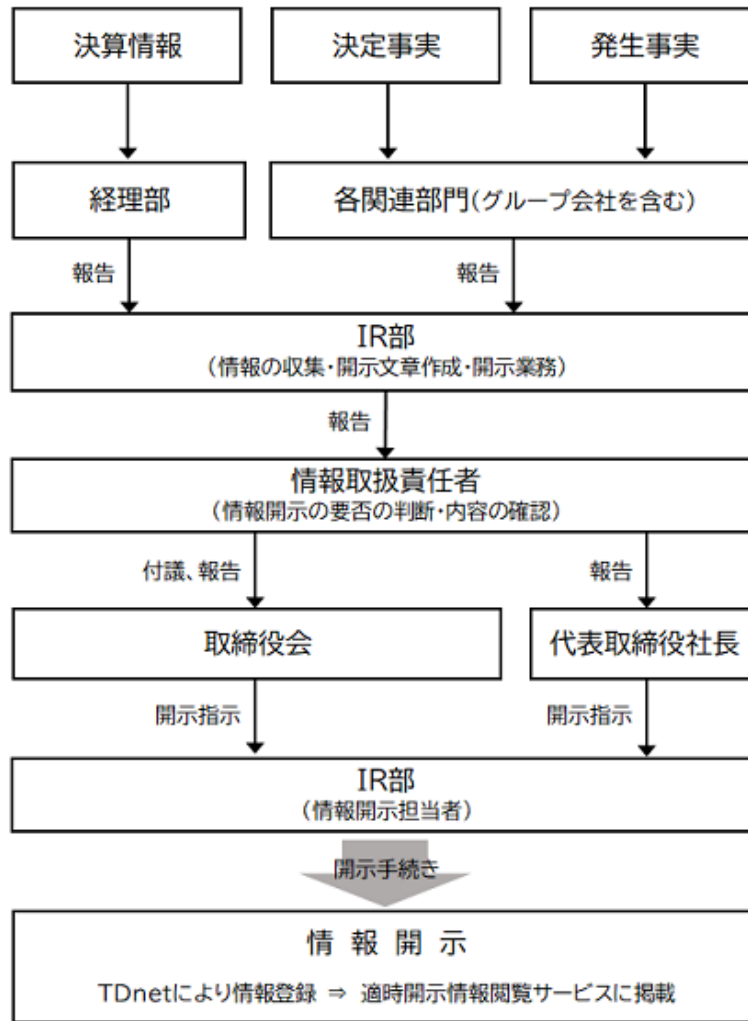 決算情報
決定事実
発生事実
経理部
各関連部門(グループ会社を含む)
報告
報告
IR部
(情報の収集・開示文章作成・開示業務)
報告
情報取扱責任者
(情報開示の要否の判断・内容の確認)
付議、報告
報告
取締役会
代表取締役社長
開示指示
開示指示
IR部
(情報開示担当者)
開示手続き
情 報 開 示
TDnetにより情報登録 ⇒ 適時開示情報閲覧サービスに掲載